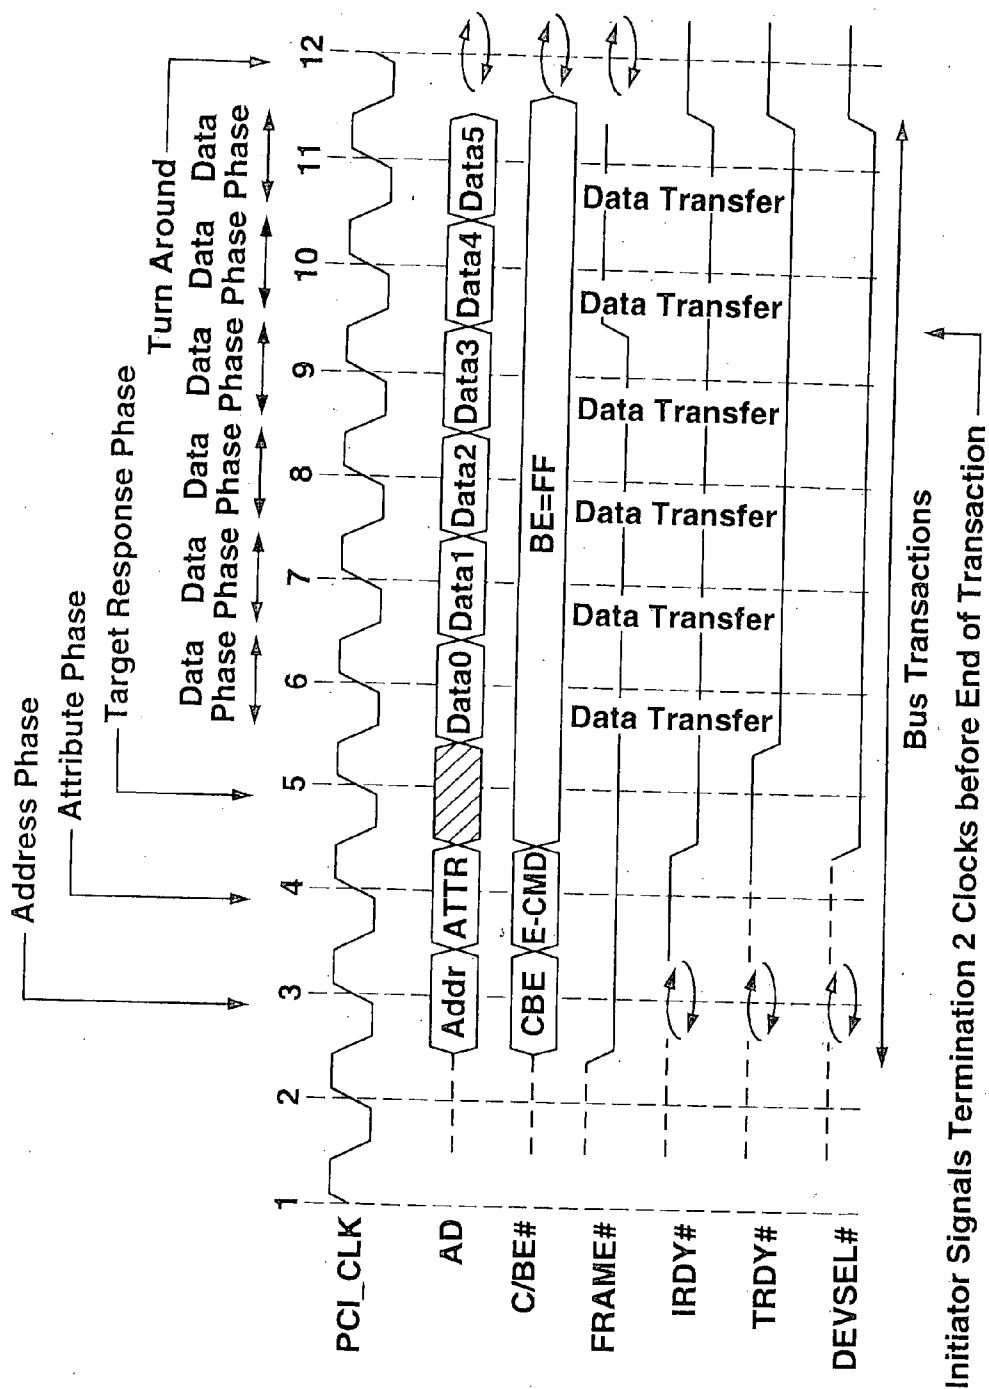 Address Phase
Attribute Phase
Target Response Phase
Turn Around
Data Data Data Data Data Data
Phase Phase Phase Phase Phase Phase
1 2 3 4 5 6 7 8 9 10 11 12
PCI_CLK
AD Addr ATTR Data0 Data1 Data2 Data3 Data4 Data5
C/BE# CBE E-CMD BE=FF
FRAME#
Data Transfer Data Transfer Data Transfer Data Transfer Data Transfer Data Transfer
IRDY#
TRDY#
DEVSEL#
Bus Transactions
Initiator Signals Termination 2 Clocks before End of Transaction